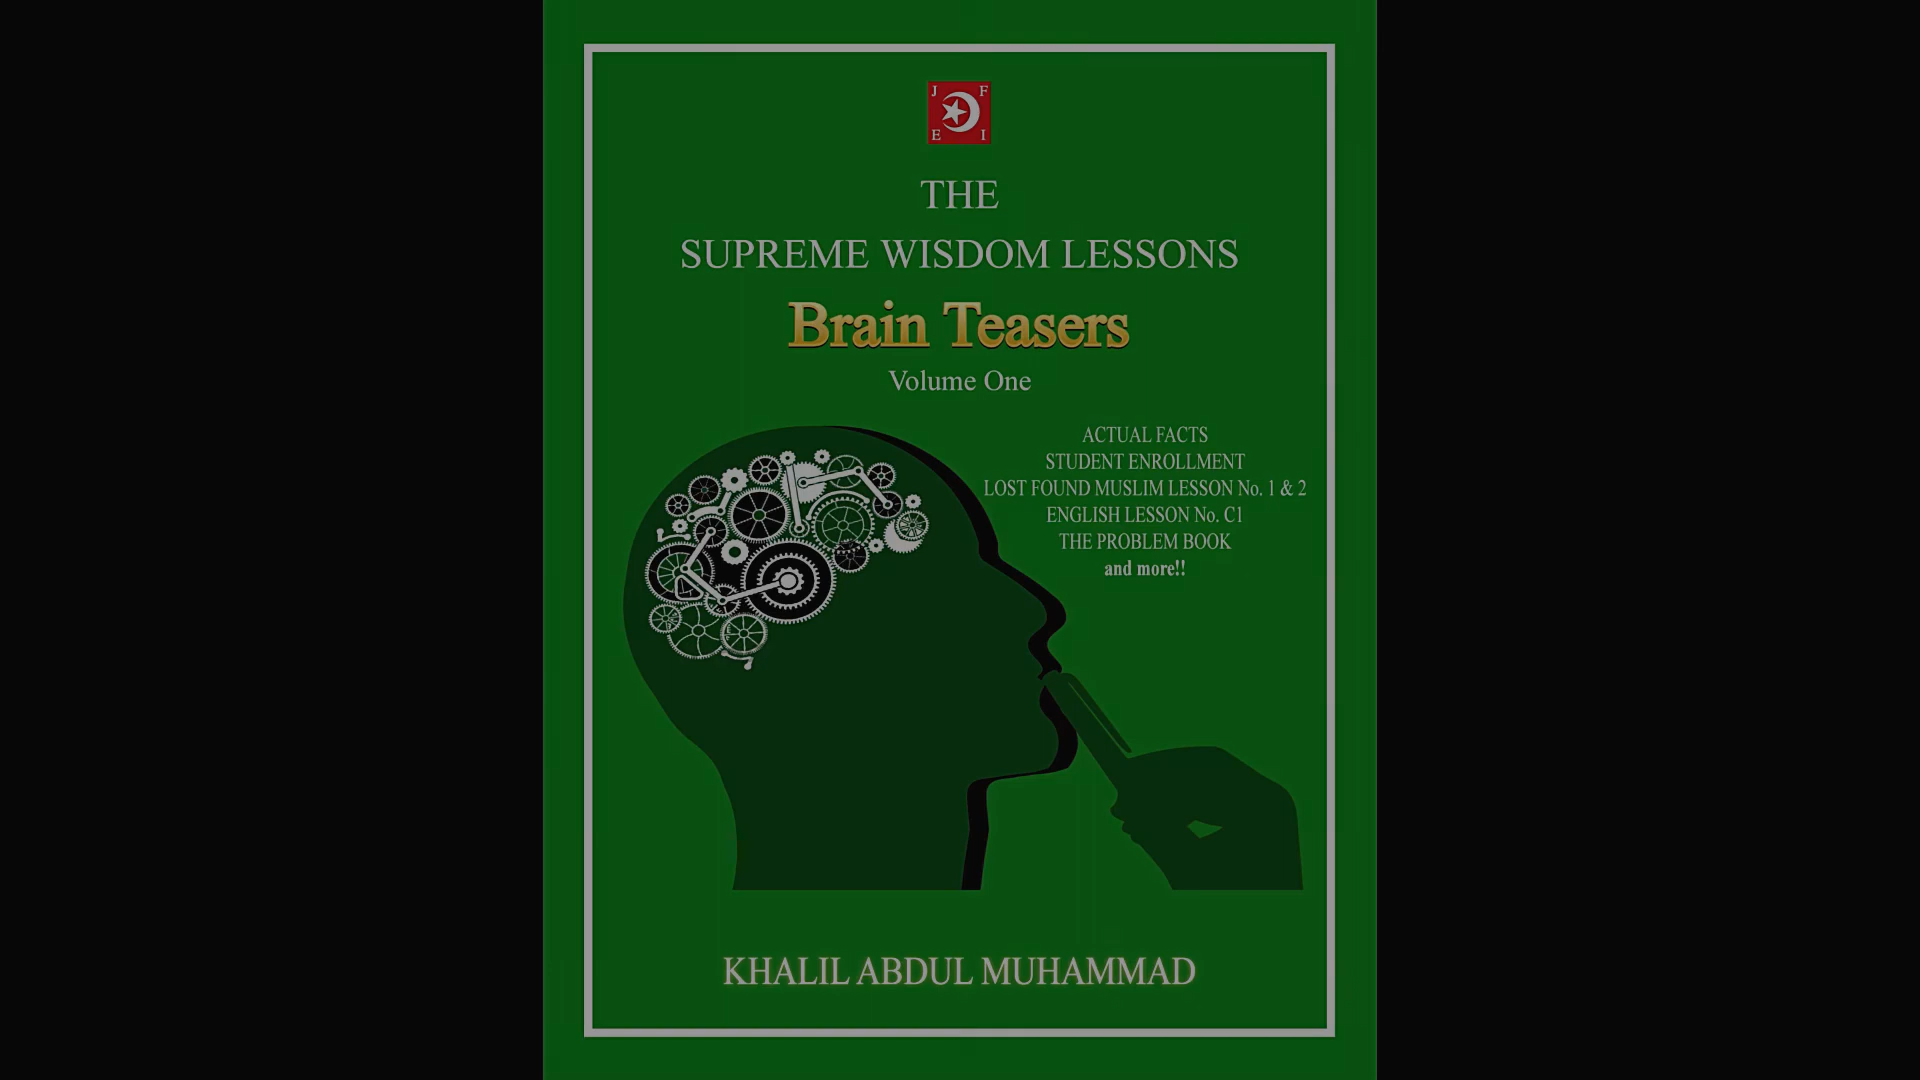 J F
E I
THE
SUPREME WISDOM LESSONS
Brain Teasers
Volume One
ACTUAL FACTS
STUDENT ENROLLMENT
LOST FOUND MUSLIM LESSON No. 1 & 2
ENGLISH LESSON No. C1
THE PROBLEM BOOK
and more!!
KHALIL ABDUL MUHAMMAD